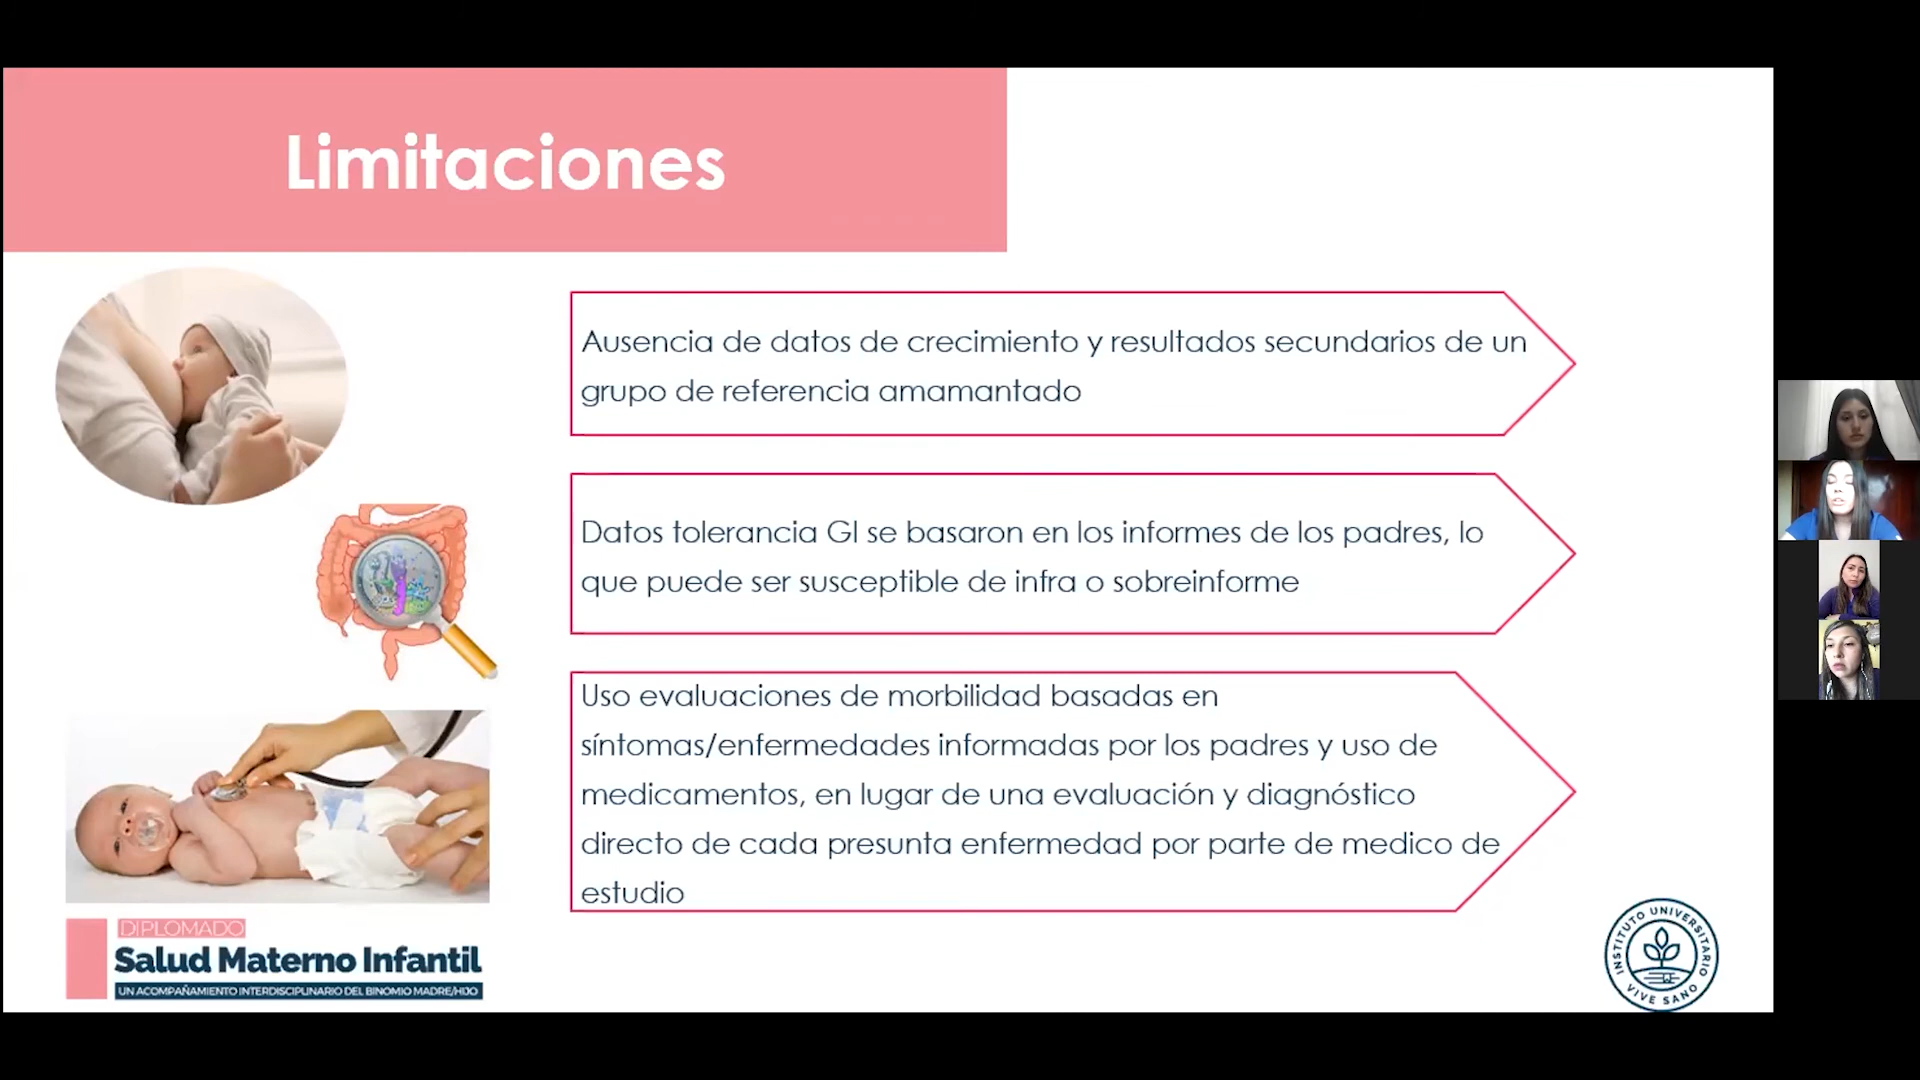 Limitaciones
Ausencia de datos de crecimiento y resultados secundarios de un
grupo de referencia amamantado
Datos tolerancia GI se basaron en los informes de los padres, lo
que puede ser susceptible de infra o sobreinforme
Uso evaluaciones de morbilidad basadas en
síntomas/enfermedades informadas por los padres y uso de
medicamentos, en lugar de una evaluación y diagnóstico
directo de cada presunta enfermedad por parte de medico de
estudio
DIPLOMADO
Salud Materno Infantil
UN ACOMPAÑAMIENTO INTERDISCIPLINARIO DEL BINOMIO MADRE/HIJO
INSTITUTO UNIVERSITARIO
VIVE SANO